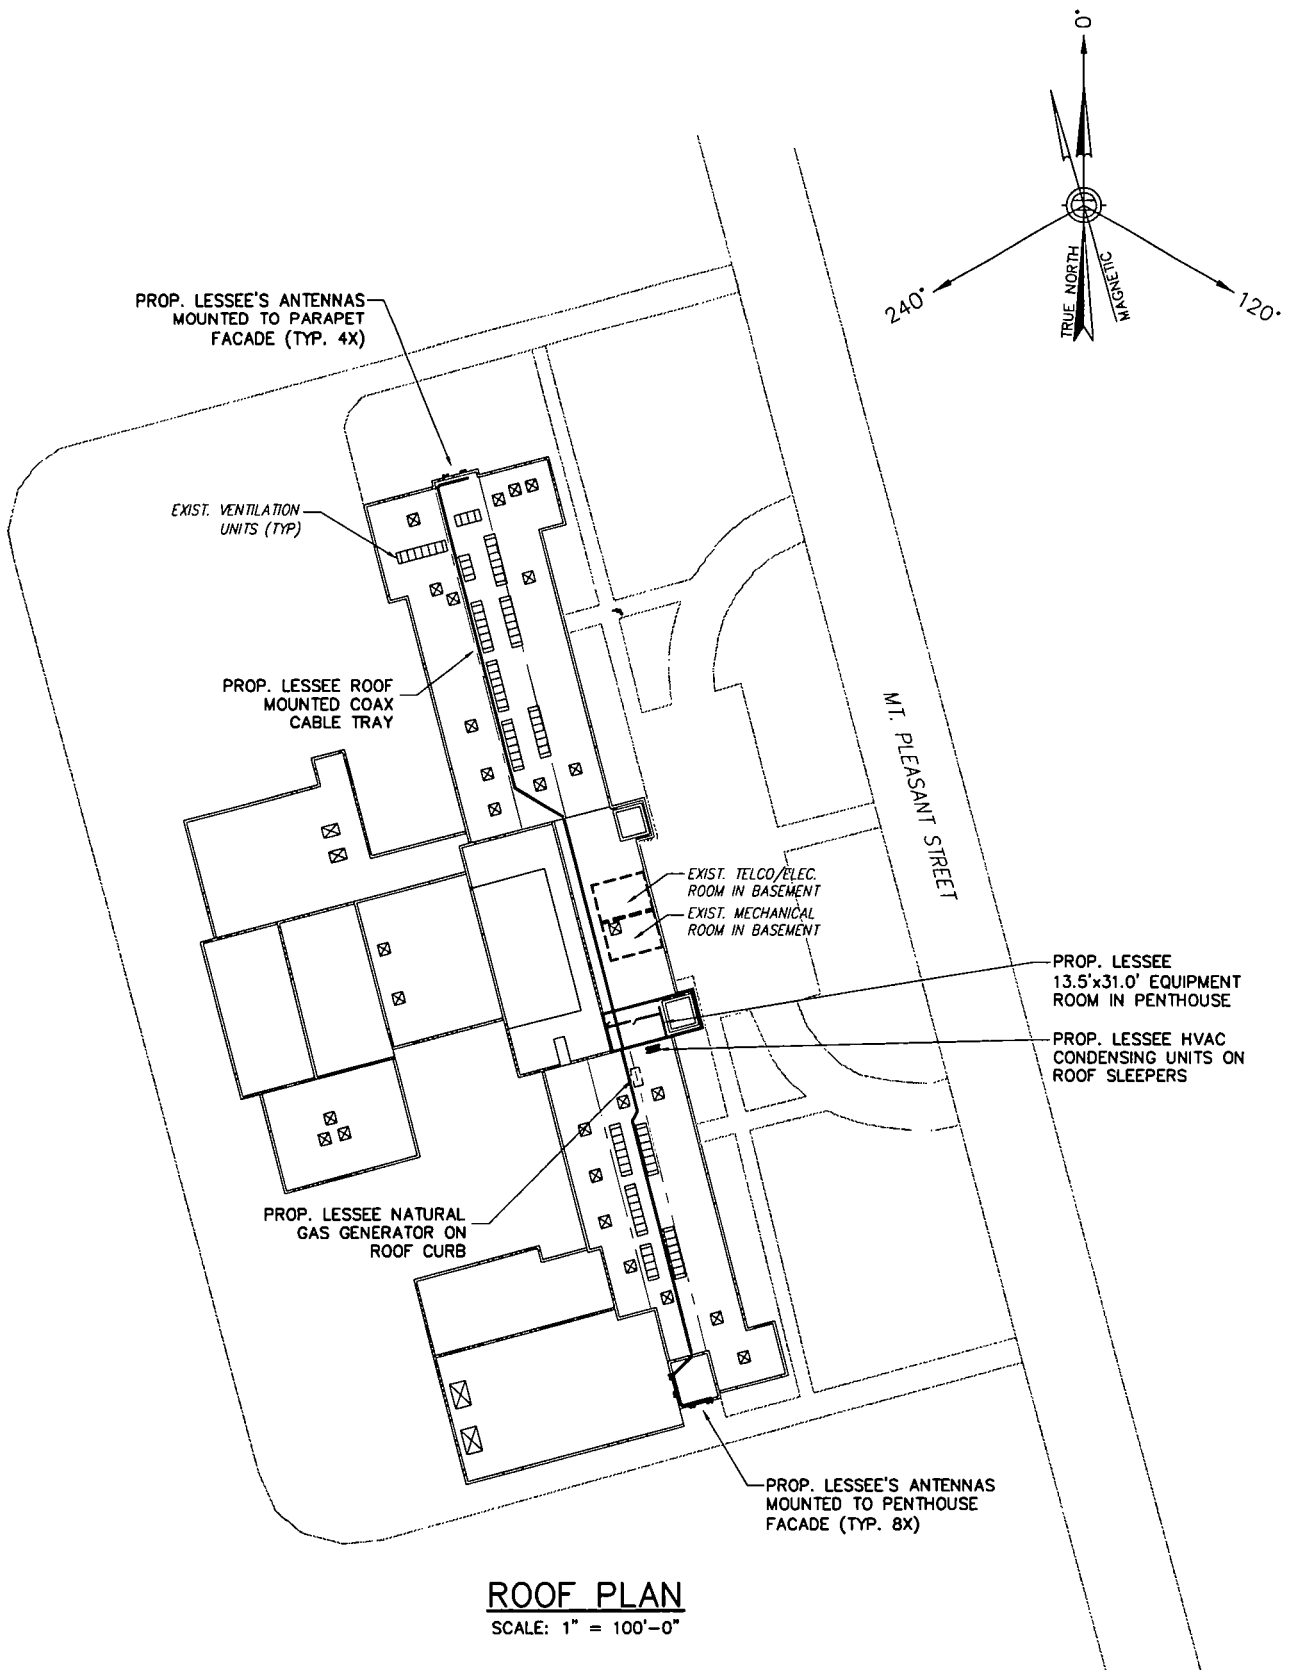 0°
240°
120°
TRUE NORTH
MAGNETIC
PROP. LESSEE'S ANTENNAS
MOUNTED TO PARAPET
FACADE (TYP. 4X)
EXIST. VENTILATION
UNITS (TYP)
PROP. LESSEE ROOF
MOUNTED COAX
CABLE TRAY
MT. PLEASANT STREET
EXIST. TELCO/ELEC.
ROOM IN BASEMENT
EXIST. MECHANICAL
ROOM IN BASEMENT
PROP. LESSEE
13.5'x31.0' EQUIPMENT
ROOM IN PENTHOUSE
PROP. LESSEE HVAC
CONDENSING UNITS ON
ROOF SLEEPERS
PROP. LESSEE NATURAL
GAS GENERATOR ON
ROOF CURB
PROP. LESSEE'S ANTENNAS
MOUNTED TO PENTHOUSE
FACADE (TYP. 8X)
ROOF PLAN
SCALE: 1" = 100'-0"